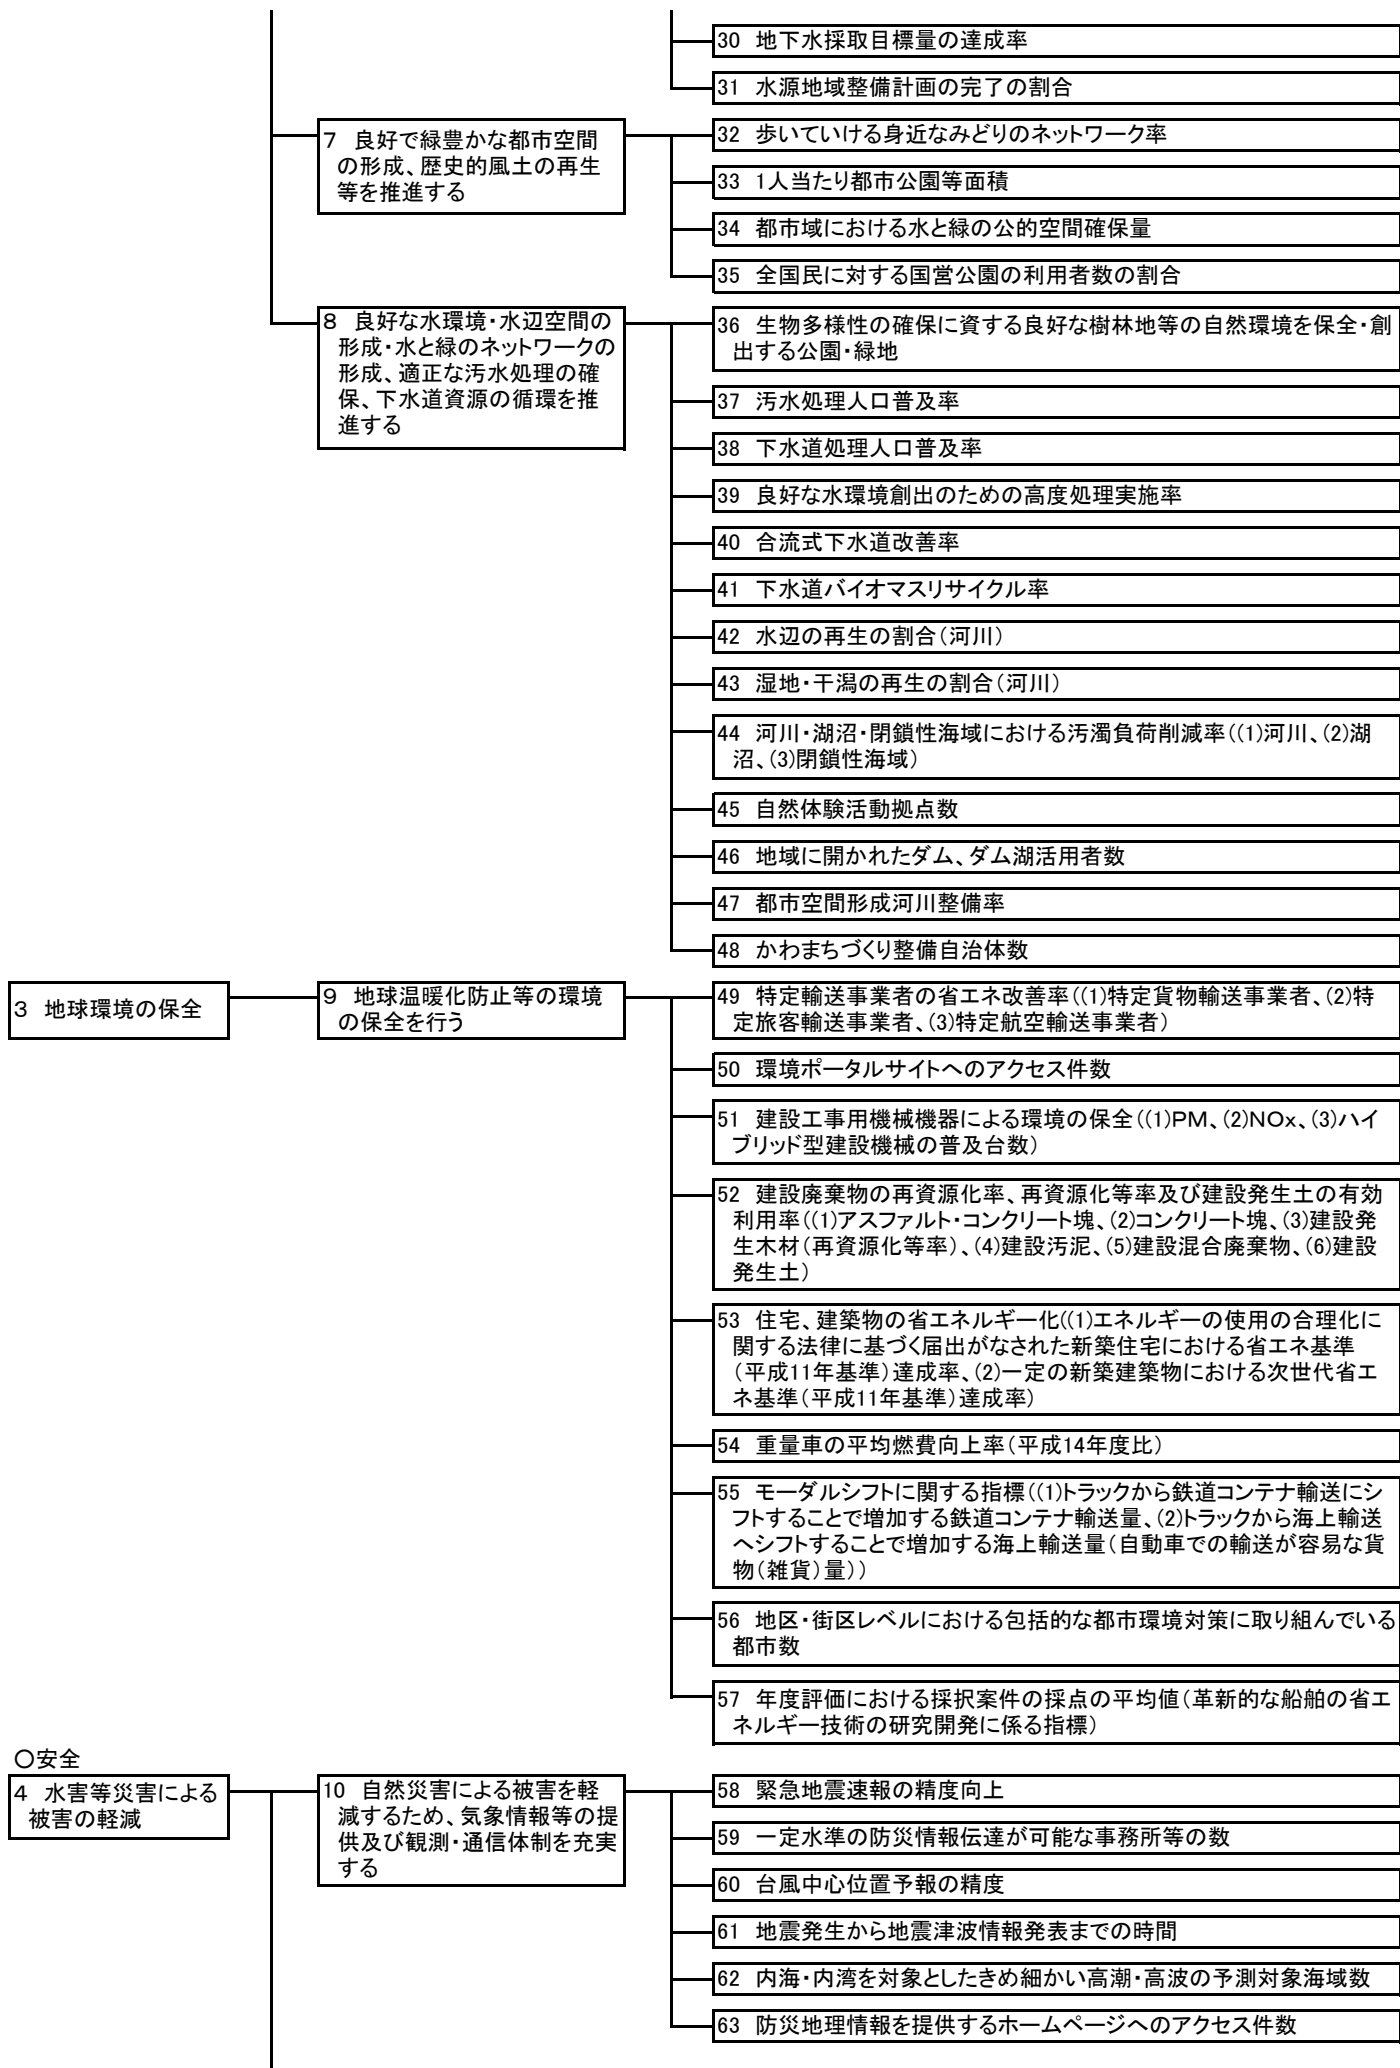 30 地下水採取目標量の達成率
31 水源地域整備計画の完了の割合
7 良好で緑豊かな都市空間
の形成、歴史的風土の再生
等を推進する
32 歩いていける身近なみどりのネットワーク率
33 1人当たり都市公園等面積
34 都市域における水と緑の公的空間確保量
35 全国民に対する国営公園の利用者数の割合
8 良好な水環境・水辺空間の
形成・水と緑のネットワークの
形成、適正な汚水処理の確
保、下水道資源の循環を推
進する
36 生物多様性の確保に資する良好な樹林地等の自然環境を保全・創
出する公園・緑地
37 汚水処理人口普及率
38 下水道処理人口普及率
39 良好な水環境創出のための高度処理実施率
40 合流式下水道改善率
41 下水道バイオマスリサイクル率
42 水辺の再生の割合（河川）
43 湿地・干潟の再生の割合（河川）
44 河川・湖沼・閉鎖性海域における汚濁負荷削減率（(1)河川、(2)湖
沼、(3)閉鎖性海域）
45 自然体験活動拠点数
46 地域に開かれたダム、ダム湖活用者数
47 都市空間形成河川整備率
48 かわまちづくり整備自治体数
3 地球環境の保全
9 地球温暖化防止等の環境
の保全を行う
49 特定輸送事業者の省エネ改善率（(1)特定貨物輸送事業者、(2)特
定旅客輸送事業者、(3)特定航空輸送事業者）
50 環境ポータルサイトへのアクセス件数
51 建設工事用機械機器による環境の保全（(1)PM、(2)NOx、(3)ハイ
ブリッド型建設機械の普及台数）
52 建設廃棄物の再資源化率、再資源化等率及び建設発生土の有効
利用率（(1)アスファルト・コンクリート塊、(2)コンクリート塊、(3)建設発
生木材（再資源化等率）、(4)建設汚泥、(5)建設混合廃棄物、(6)建設
発生土）
53 住宅、建築物の省エネルギー化((1)エネルギーの使用の合理化に
関する法律に基づく届出がなされた新築住宅における省エネ基準
（平成11年基準）達成率、(2)一定の新築建築物における次世代省エ
ネ基準（平成11年基準）達成率)
54 重量車の平均燃費向上率（平成14年度比）
55 モーダルシフトに関する指標（(1)トラックから鉄道コンテナ輸送にシ
フトすることで増加する鉄道コンテナ輸送量、(2)トラックから海上輸送
へシフトすることで増加する海上輸送量（自動車での輸送が容易な貨
物（雑貨）量））
56 地区・街区レベルにおける包括的な都市環境対策に取り組んでいる
都市数
57 年度評価における採択案件の採点の平均値（革新的な船舶の省エ
ネルギー技術の研究開発に係る指標）
○安全
4 水害等災害による
被害の軽減
10 自然災害による被害を軽
減するため、気象情報等の提
供及び観測・通信体制を充実
する
58 緊急地震速報の精度向上
59 一定水準の防災情報伝達が可能な事務所等の数
60 台風中心位置予報の精度
61 地震発生から地震津波情報発表までの時間
62 内海・内湾を対象としたきめ細かい高潮・高波の予測対象海域数
63 防災地理情報を提供するホームページへのアクセス件数